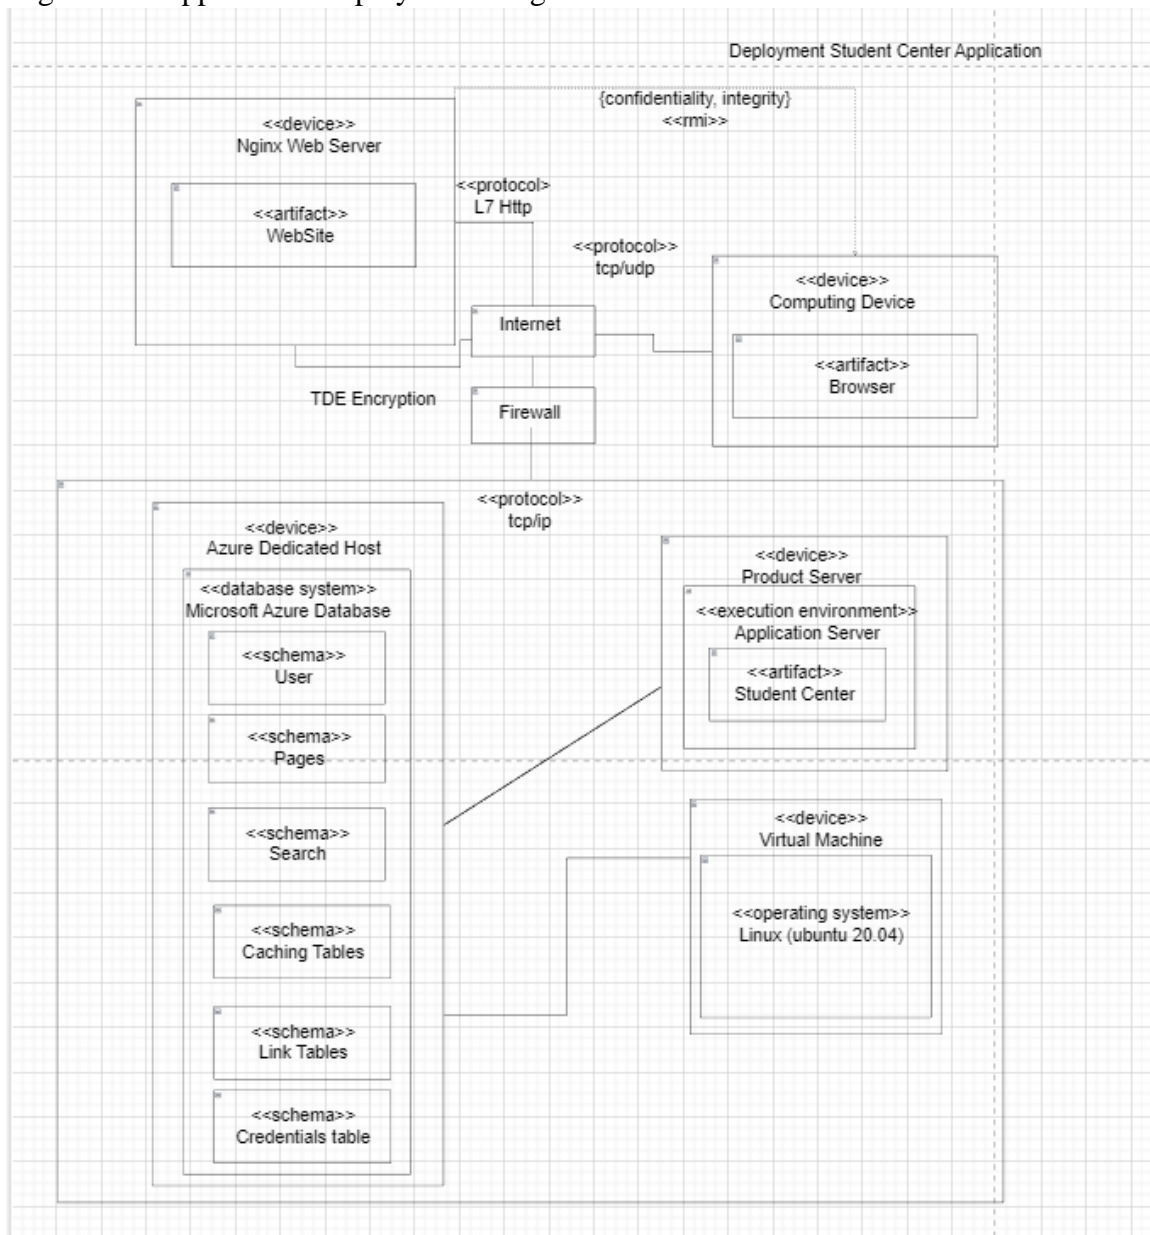 Deployment Student Center Application
{confidentiality, integrity}
<<rmi>>
<<device>>
Nginx Web Server
<<artifact>>
WebSite
<<protocol>
L7 Http
<<protocol>>
tcp/udp
<<device>>
Computing Device
<<artifact>>
Browser
Internet
TDE Encryption
Firewall
<<protocol>>
tcp/ip
<<device>>
Azure Dedicated Host
<<database system>>
Microsoft Azure Database
<<schema>>
User
<<schema>>
Pages
<<schema>>
Search
<<schema>>
Caching Tables
<<schema>>
Link Tables
<<schema>>
Credentials table
<<device>>
Product Server
<<execution environment>>
Application Server
<<artifact>>
Student Center
<<device>>
Virtual Machine
<<operating system>>
Linux (ubuntu 20.04)